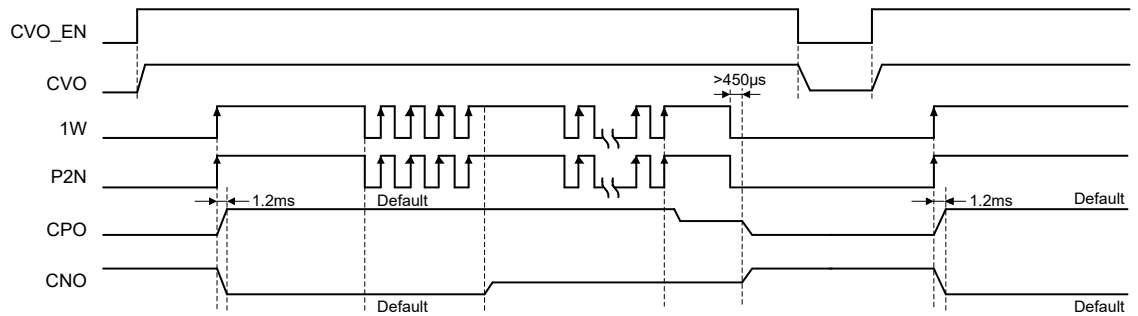 CVO_EN
CVO
>450µs
1W
P2N
1.2ms
Default
1.2ms
Default
CPO
CNO
Default
Default